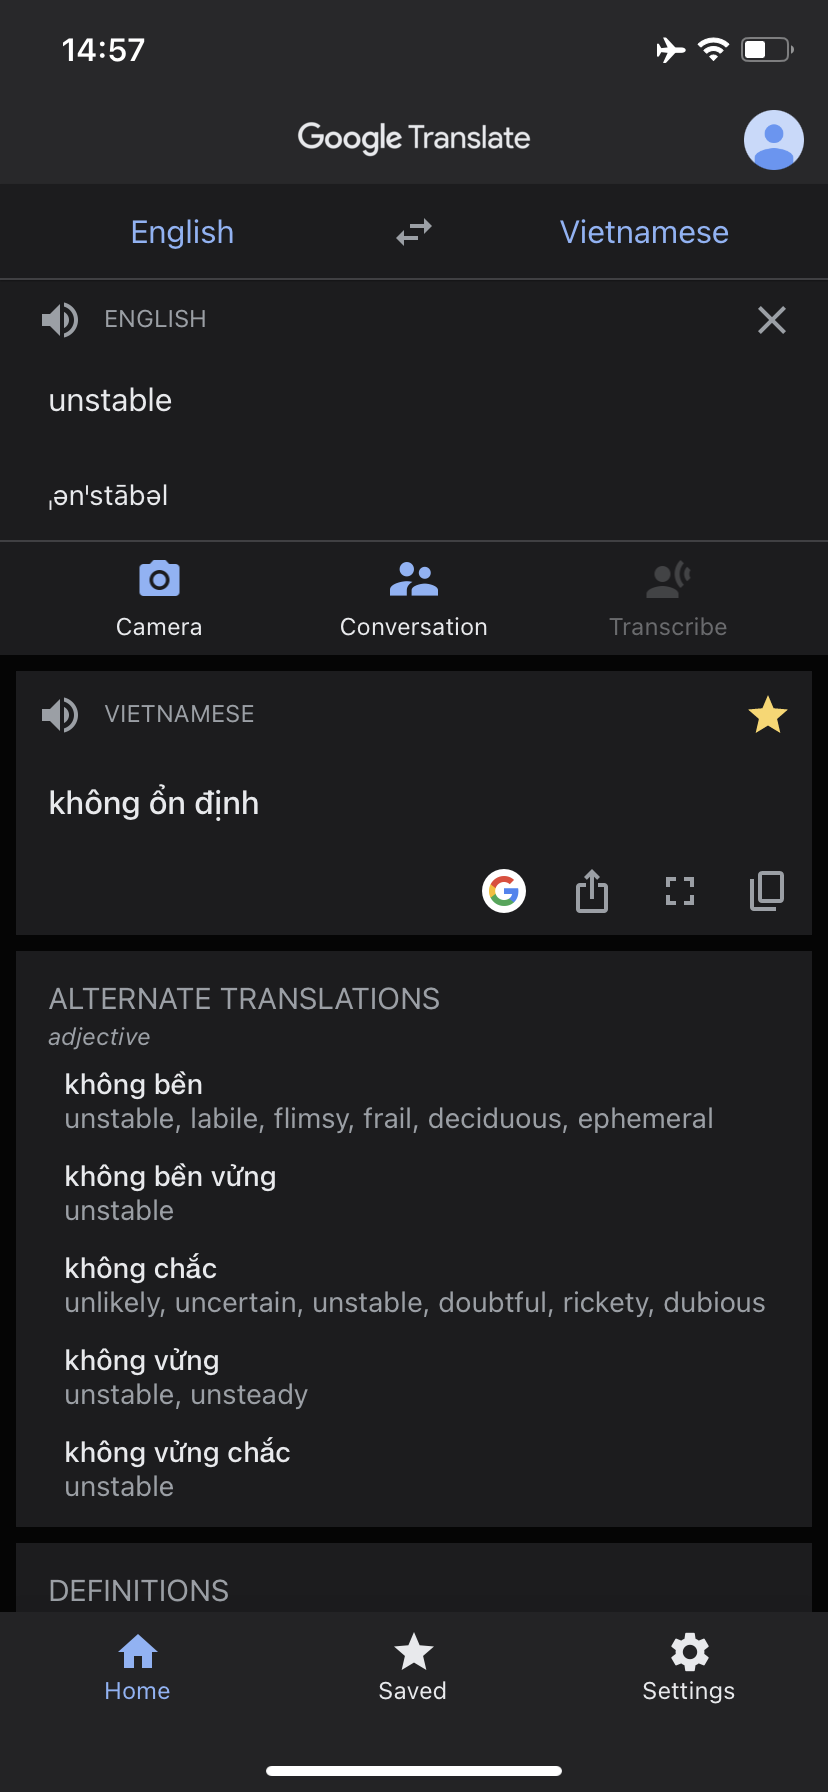 14:57
Google Translate
English
Vietnamese
ENGLISH
unstable
ˌənˈstābəl
Camera
Conversation
Transcribe
VIETNAMESE
không ổn định
ALTERNATE TRANSLATIONS
adjective
không bền
unstable, labile, flimsy, frail, deciduous, ephemeral
không bền vửng
unstable
không chắc
unlikely, uncertain, unstable, doubtful, rickety, dubious
không vửng
unstable, unsteady
không vửng chắc
unstable
DEFINITIONS
Home
Saved
Settings